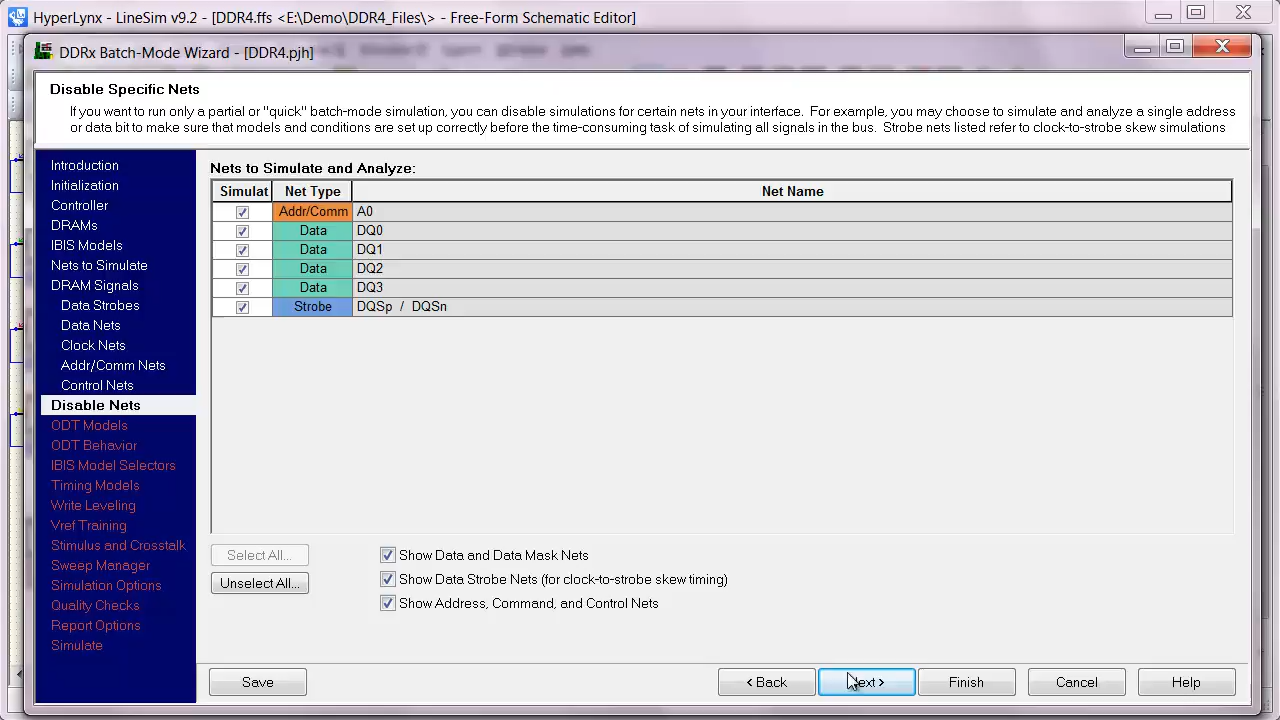 HyperLynx - LineSim v9.2 - [DDR4.ffs <E:\Demo\DDR4_Files\> - Free-Form Schematic Editor]
DDRx Batch-Mode Wizard - [DDR4.pjh]
Disable Specific Nets
If you want to run only a partial or "quick" batch-mode simulation, you can disable simulations for certain nets in your interface. For example, you may choose to simulate and analyze a single address
or data bit to make sure that models and conditions are set up correctly before the time-consuming task of simulating all signals in the bus. Strobe nets listed refer to clock-to-strobe skew simulations
Introduction
Initialization
Controller
DRAMs
IBIS Models
Nets to Simulate
DRAM Signals
Data Strobes
Data Nets
Clock Nets
Addr/Comm Nets
Control Nets
Disable Nets
ODT Models
ODT Behavior
IBIS Model Selectors
Timing Models
Write Leveling
Vref Training
Stimulus and Crosstalk
Sweep Manager
Simulation Options
Quality Checks
Report Options
Simulate
Nets to Simulate and Analyze:
Simulat Net Type Net Name
Addr/Comm A0
Data DQ0
Data DQ1
Data DQ2
Data DQ3
Strobe DQSp / DQSn
Select All...
Unselect All...
Show Data and Data Mask Nets
Show Data Strobe Nets (for clock-to-strobe skew timing)
Show Address, Command, and Control Nets
Save
< Back
>
Finish
Cancel
Help